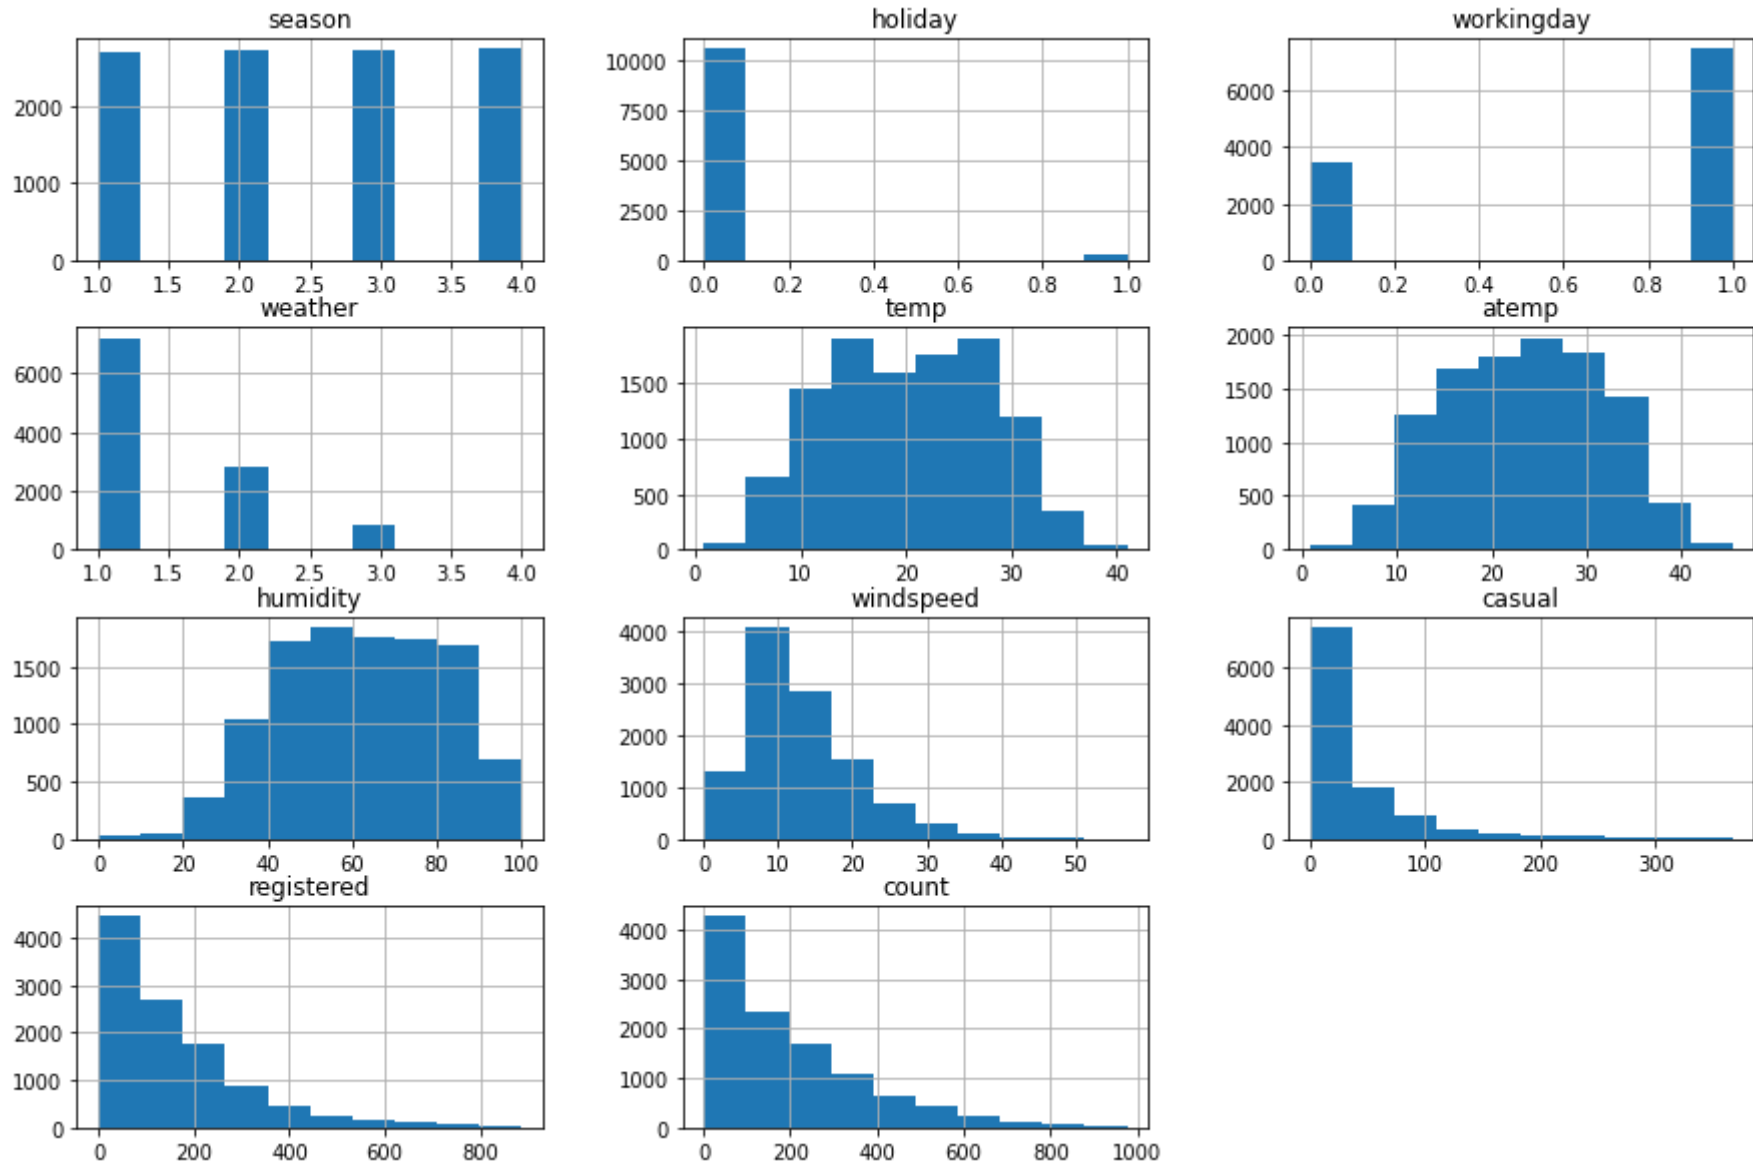 season holiday workingday
2000 10000 6000
1000 7500 4000
0 5000 2000
2500 0
0
1.0 1.5 2.0 2.5 3.0 3.5 4.0 0.0 0.2 0.4 0.6 0.8 1.0 0.0 0.2 0.4 0.6 0.8 1.0
weather temp atemp
6000 1500 2000
4000 1000 1500
2000 500 1000
0 0 500
0
1.0 1.5 2.0 2.5 3.0 3.5 4.0 0 10 20 30 40 0 10 20 30 40
humidity windspeed casual
1500 4000 6000
1000 3000 4000
500 2000 2000
0 1000 0
0
0 20 40 60 80 100 0 10 20 30 40 50 0 100 200 300
registered count
4000 4000
3000 3000
2000 2000
1000 1000
0 0
0 200 400 600 800 0 200 400 600 800 1000